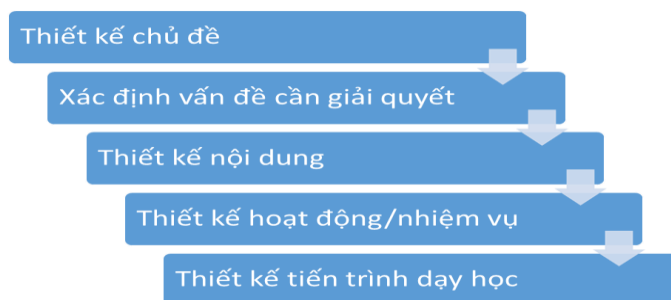 Thiết kế chủ đề
Xác định vấn đề cần giải quyết
Thiết kế nội dung
Thiết kế hoạt động/nhiệm vụ
Thiết kế tiến trình dạy học